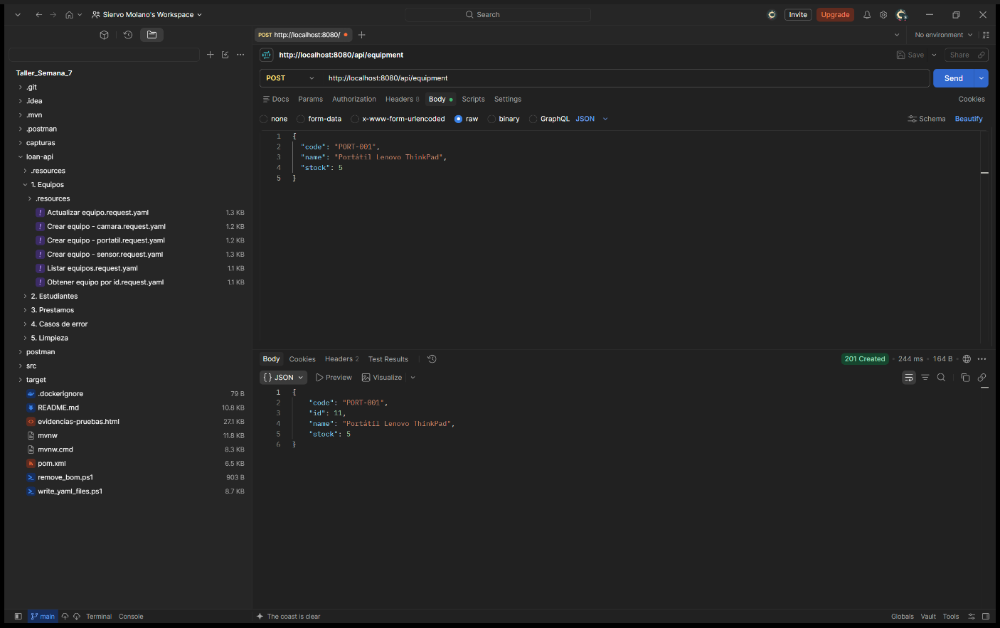 Siervo Molano's Workspace
Search
Invite
Upgrade
POST http://localhost:8080/
No environment
http://localhost:8080/api/equipment
Save
Share
Taller_Semana_7
.git
.idea
.mvn
.postman
capturas
loan-api
.resources
1. Equipos
.resources
Actualizar equipo.request.yaml 1.3 KB
Crear equipo - camara.request.yaml 1.2 KB
Crear equipo - portatil.request.yaml 1.2 KB
Crear equipo - sensor.request.yaml 1.3 KB
Listar equipos.request.yaml 1.1 KB
Obtener equipo por id.request.yaml 1.1 KB
2. Estudiantes
3. Prestamos
4. Casos de error
5. Limpieza
postman
src
target
.dockerignore 79 B
README.md 10.8 KB
evidencias-pruebas.html 27.1 KB
mvnw 11.8 KB
mvnw.cmd 8.3 KB
pom.xml 6.5 KB
remove_bom.ps1 903 B
write_yaml_files.ps1 8.7 KB
POST http://localhost:8080/api/equipment
Send
Docs Params Authorization Headers 8 Body Scripts Settings
Cookies
none form-data x-www-form-urlencoded raw binary GraphQL JSON
Schema Beautify
1 {
2 "code": "PORT-001",
3 "name": "Portátil Lenovo ThinkPad",
4 "stock": 5
5 }
Body Cookies Headers 2 Test Results
201 Created 244 ms 164 B
{} JSON Preview Visualize
1 {
2 "code": "PORT-001",
3 "id": 11,
4 "name": "Portátil Lenovo ThinkPad",
5 "stock": 5
6 }
main Terminal Console
The coast is clear
Globals Vault Tools